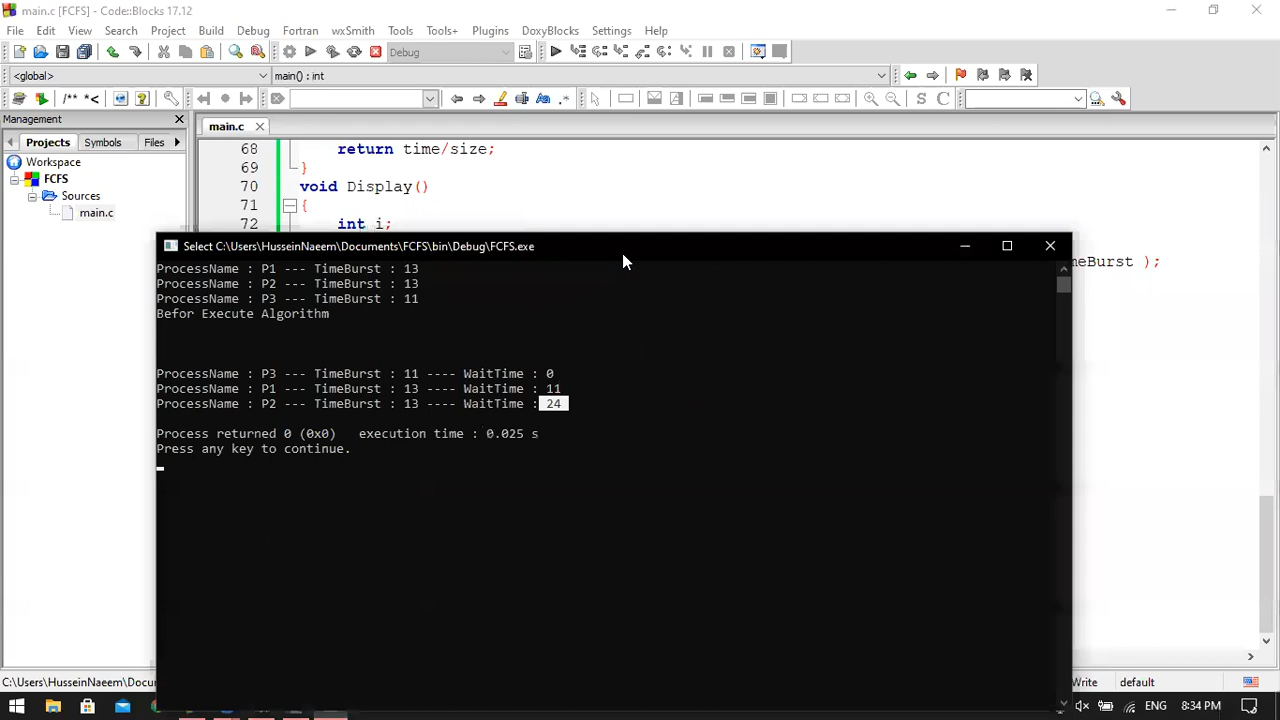 main.c [FCFS] - Code::Blocks 17.12
File Edit View Search Project Build Debug Fortran wxSmith Tools Tools+ Plugins DoxyBlocks Settings Help
Debug
<global> main() : int
/** *< .* S C
Management
main.c
Projects Symbols Files
Workspace
FCFS
Sources
main.c
68 return time/size;
69 }
70 void Display()
71 {
72 int i;
meBurst );
Select C:\Users\HusseinNaeem\Documents\FCFS\bin\Debug\FCFS.exe
ProcessName : P1 --- TimeBurst : 13
ProcessName : P2 --- TimeBurst : 13
ProcessName : P3 --- TimeBurst : 11
Befor Execute Algorithm
ProcessName : P3 --- TimeBurst : 11 ---- WaitTime : 0
ProcessName : P1 --- TimeBurst : 13 ---- WaitTime : 11
ProcessName : P2 --- TimeBurst : 13 ---- WaitTime : 24
Process returned 0 (0x0) execution time : 0.025 s
Press any key to continue.
C:\Users\HusseinNaeem\Docu Write default
ENG 8:34 PM